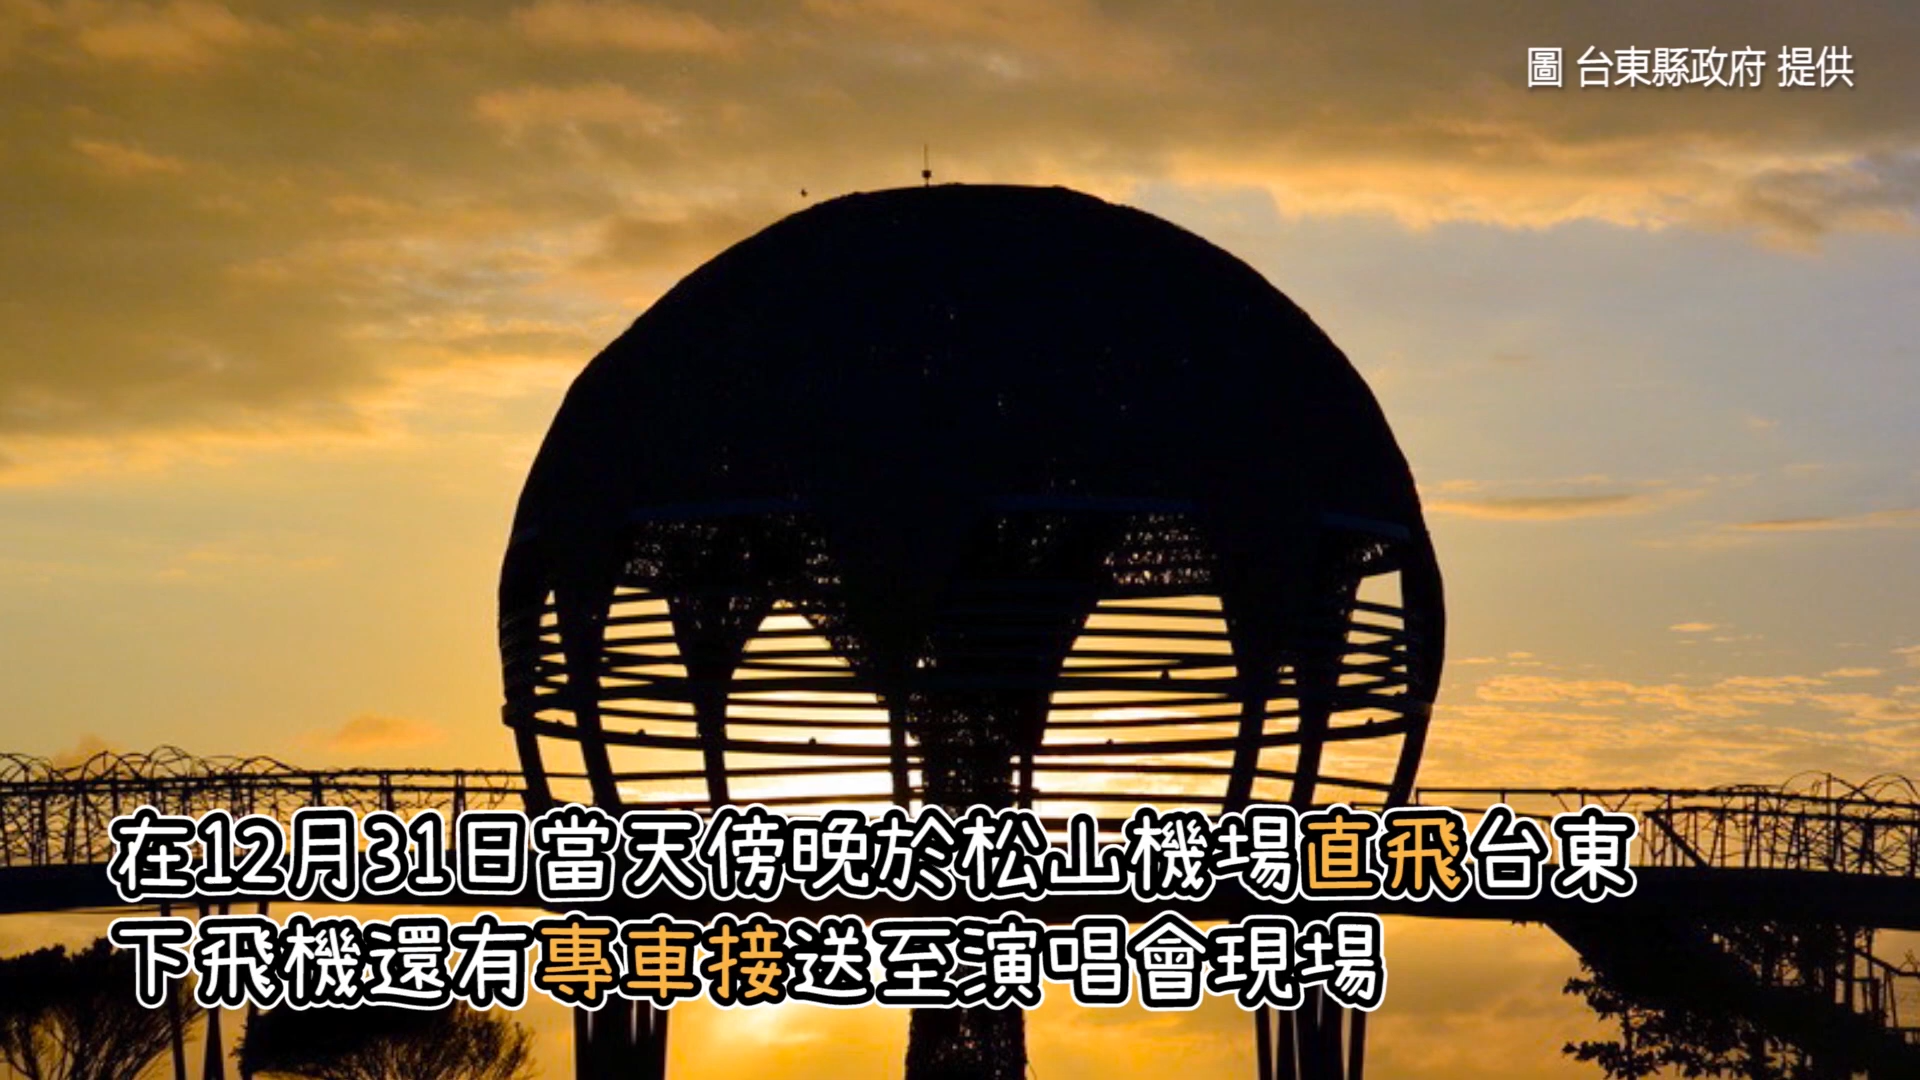 圖 台東縣政府 提供
在12月31日當天傍晚於松山機場直飛台東
下飛機還有專車接送至演唱會現場